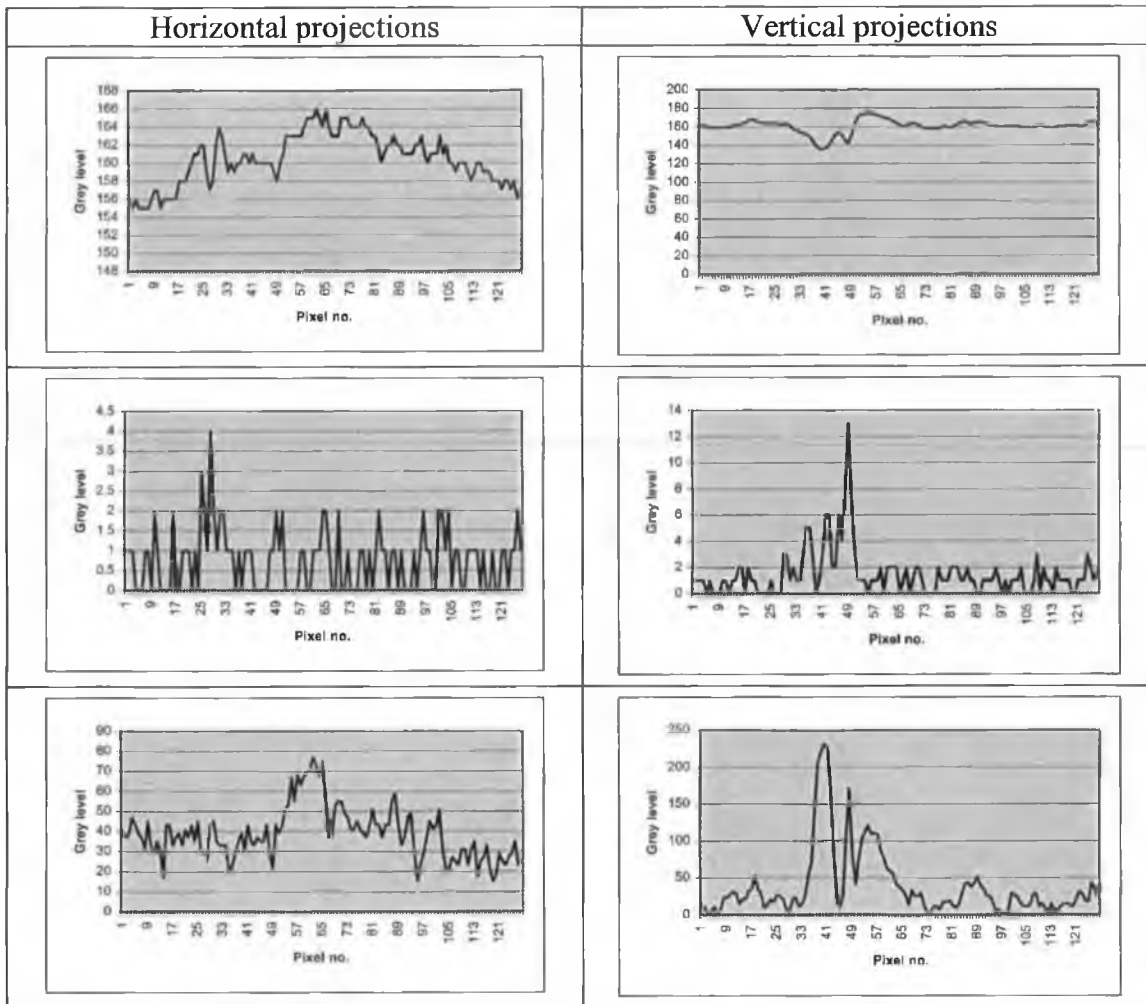 Horizontal projections
Vertical projections
168
166
164
162
160
158
156
154
152
150
148
Grey level
1 9 17 25 33 41 49 57 65 73 81 89 97 105 113 121
Pixel no.
200
180
160
140
120
100
80
60
40
20
0
Grey level
1 9 17 25 33 41 49 57 65 73 81 89 97 105 113 121
Pixel no.
4.5
4
3.5
3
2.5
2
1.5
1
0.5
0
Grey level
1 9 17 25 33 41 49 57 65 73 81 89 97 105 113 121
Pixel no.
14
12
10
8
6
4
2
0
Grey level
1 9 17 25 33 41 49 57 65 73 81 89 97 105 113 121
Pixel no.
90
80
70
60
50
40
30
20
10
0
Grey level
1 9 17 25 33 41 49 57 65 73 81 89 97 105 113 121
Pixel no.
250
200
150
100
50
0
Grey level
1 9 17 25 33 41 49 57 65 73 81 89 97 105 113 121
Pixel no.